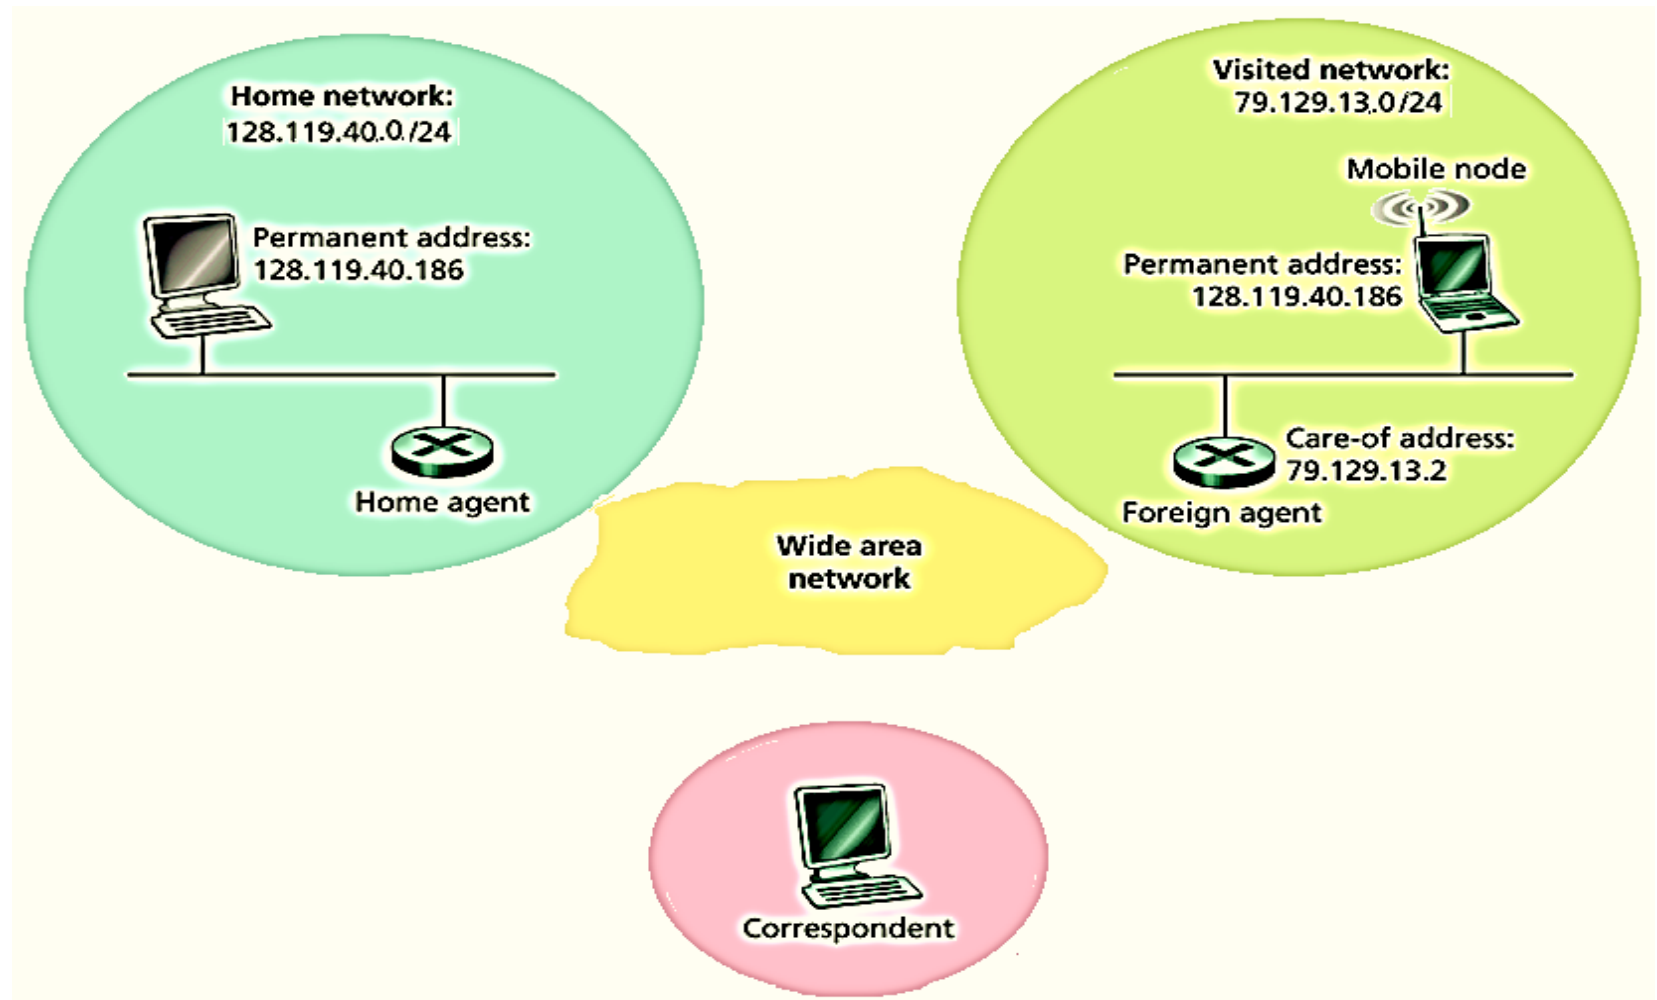 Home network:
128.119.40.0/24
Permanent address:
128.119.40.186
Home agent
Visited network:
79.129.13.0/24
Mobile node
Permanent address:
128.119.40.186
Care-of address:
79.129.13.2
Foreign agent
Wide area
network
Correspondent